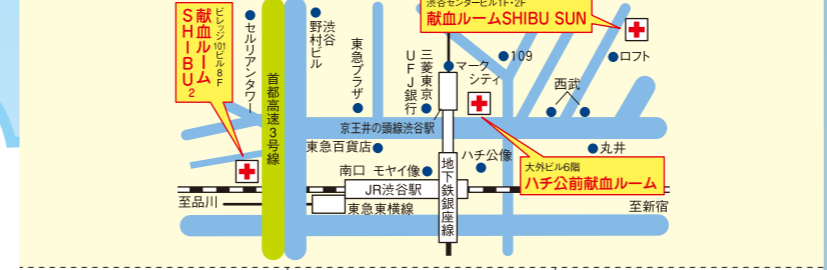 渋谷センタービル1F・2F
献血ルームSHIBU SUN
ビレッジ101ビル8F
献血ルーム
SHIBU2
セルリアンタワー
首都高速3号線
渋谷
野村ビル
東急プラザ
三菱東京
UFJ銀行
マーク
シティ
109
ロフト
西武
京王井の頭線渋谷駅
東急百貨店
ハチ公像
丸井
大外ビル6階
ハチ公前献血ルーム
南口 モヤイ像
地下鉄銀座線
JR渋谷駅
至品川
東急東横線
至新宿